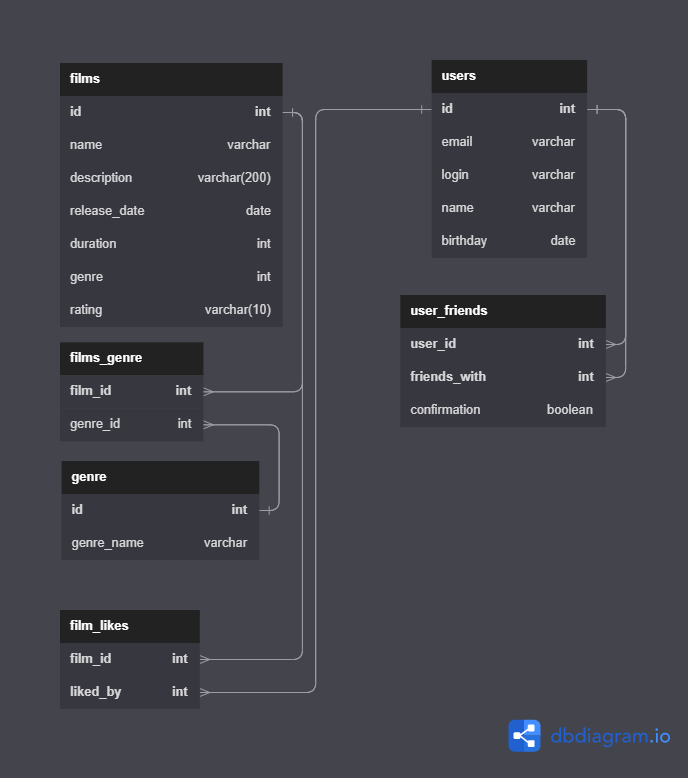 films
id int
name varchar
description varchar(200)
release_date date
duration int
genre int
rating varchar(10)
films_genre
film_id int
genre_id int
genre
id int
genre_name varchar
film_likes
film_id int
liked_by int
users
id int
email varchar
login varchar
name varchar
birthday date
user_friends
user_id int
friends_with int
confirmation boolean
dbdiagram.io